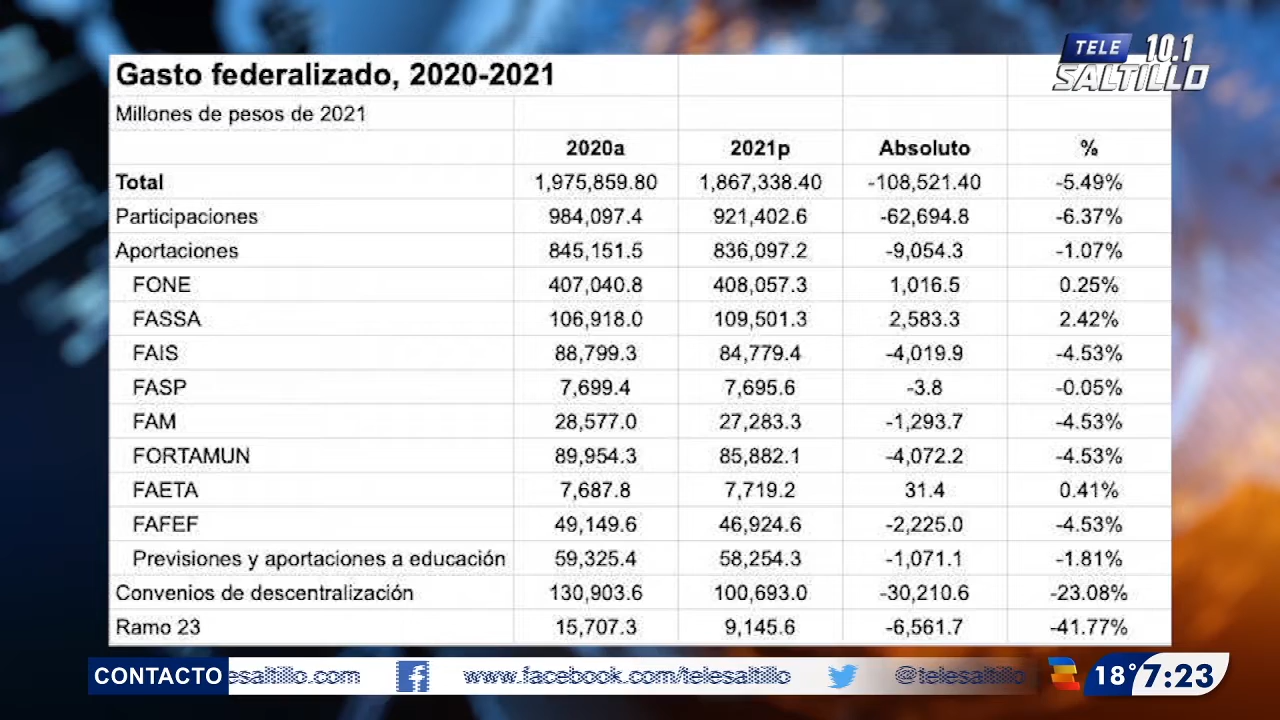 TELE 10.1
SALTILLO
Gasto federalizado, 2020-2021
Millones de pesos de 2021
2020a 2021p Absoluto %
Total 1,975,859.80 1,867,338.40 -108,521.40 -5.49%
Participaciones 984,097.4 921,402.6 -62,694.8 -6.37%
Aportaciones 845,151.5 836,097.2 -9,054.3 -1.07%
FONE 407,040.8 408,057.3 1,016.5 0.25%
FASSA 106,918.0 109,501.3 2,583.3 2.42%
FAIS 88,799.3 84,779.4 -4,019.9 -4.53%
FASP 7,699.4 7,695.6 -3.8 -0.05%
FAM 28,577.0 27,283.3 -1,293.7 -4.53%
FORTAMUN 89,954.3 85,882.1 -4,072.2 -4.53%
FAETA 7,687.8 7,719.2 31.4 0.41%
FAFEF 49,149.6 46,924.6 -2,225.0 -4.53%
Previsiones y aportaciones a educación 59,325.4 58,254.3 -1,071.1 -1.81%
Convenios de descentralización 130,903.6 100,693.0 -30,210.6 -23.08%
Ramo 23 15,707.3 9,145.6 -6,561.7 -41.77%
CONTACTO esaltillo.com www.facebook.com/telesaltillo @telesaltillo 18° 7:23